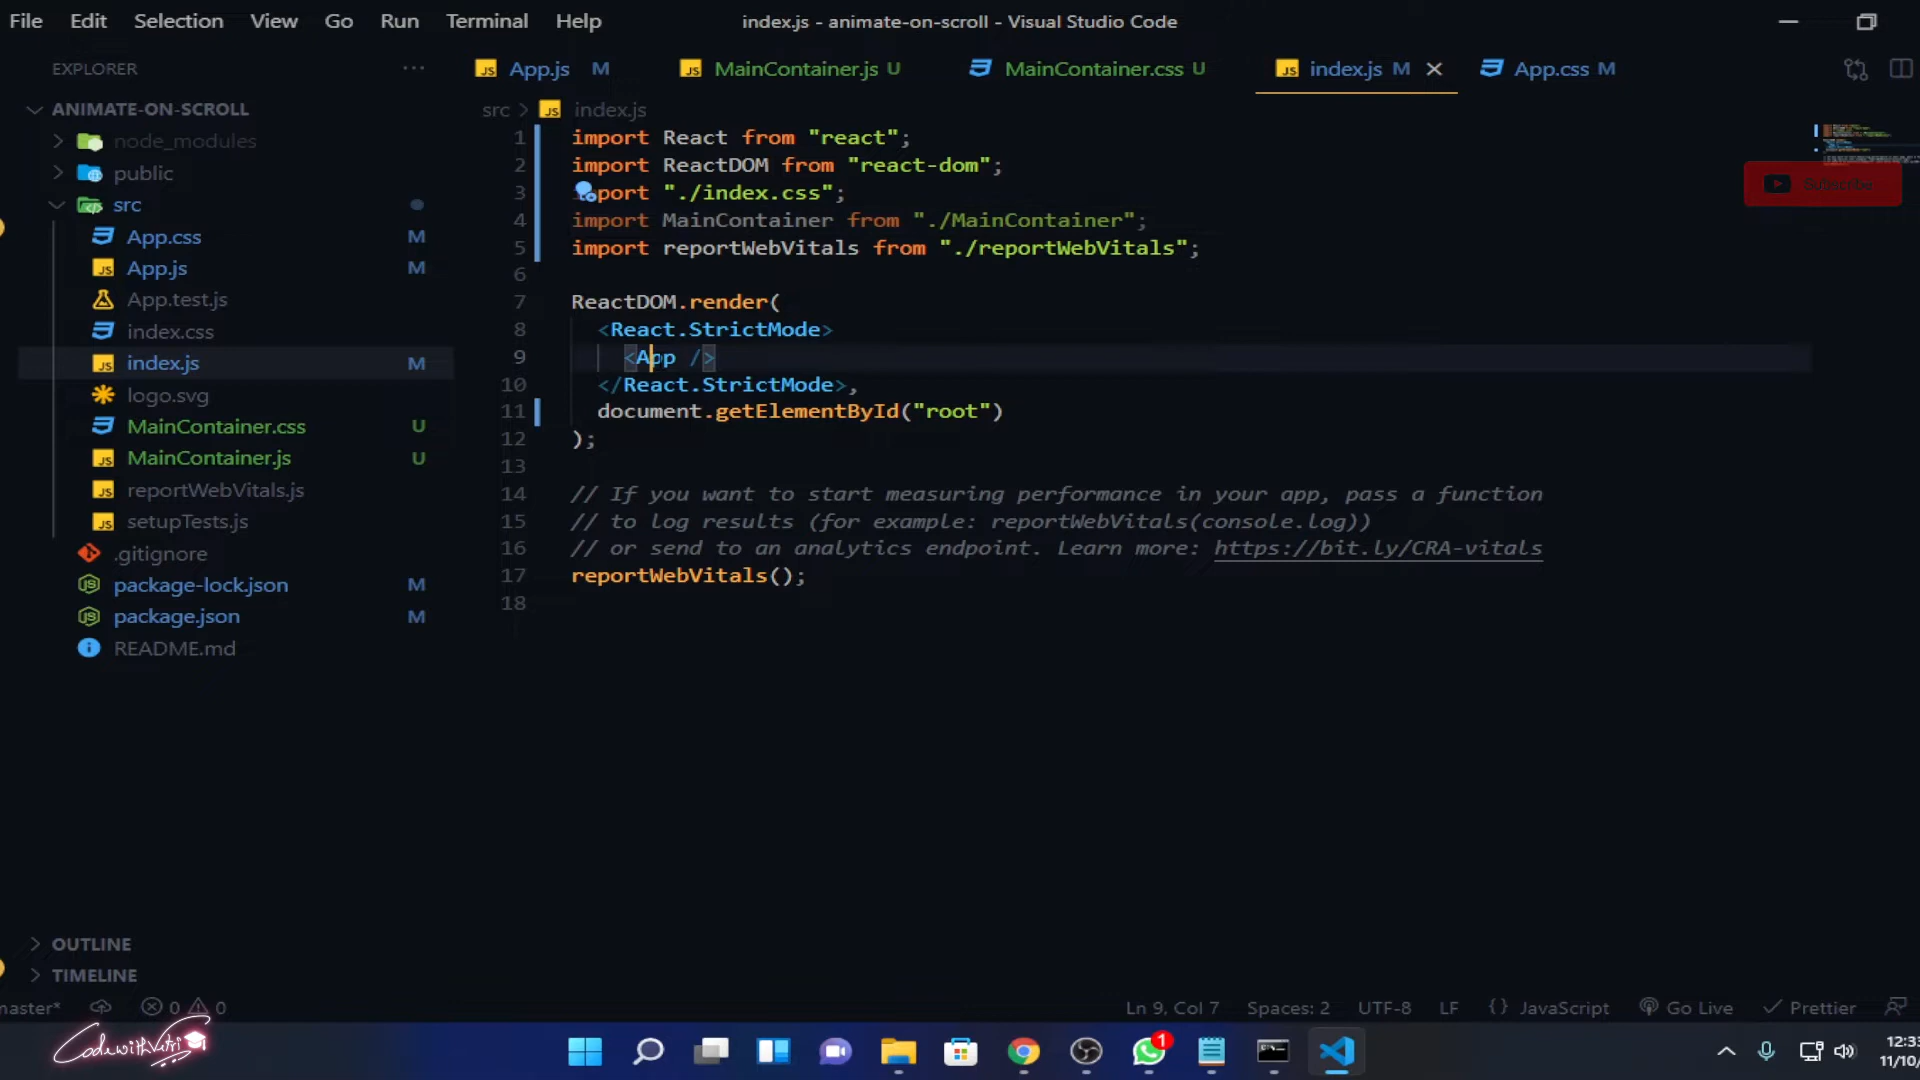 File Edit Selection View Go Run Terminal Help
index.js - animate-on-scroll - Visual Studio Code
EXPLORER
App.js M
MainContainer.js U
MainContainer.css U
index.js M
App.css M
ANIMATE-ON-SCROLL
node_modules
public
src
App.css M
App.js M
App.test.js
index.css
index.js M
logo.svg
MainContainer.css U
MainContainer.js U
reportWebVitals.js
setupTests.js
.gitignore
package-lock.json M
package.json M
README.md
OUTLINE
TIMELINE
src > index.js
1 import React from "react";
2 import ReactDOM from "react-dom";
3 port "./index.css";
4 import MainContainer from "./MainContainer";
5 import reportWebVitals from "./reportWebVitals";
6
7 ReactDOM.render(
8 <React.StrictMode>
9 <App />
10 </React.StrictMode>,
11 document.getElementById("root")
12 );
13
14 // If you want to start measuring performance in your app, pass a function
15 // to log results (for example: reportWebVitals(console.log))
16 // or send to an analytics endpoint. Learn more: https://bit.ly/CRA-vitals
17 reportWebVitals();
18
Subscribe
master* 0 0
Ln 9, Col 7 Spaces: 2 UTF-8 LF {} JavaScript Go Live Prettier
1
12:33
11/10/